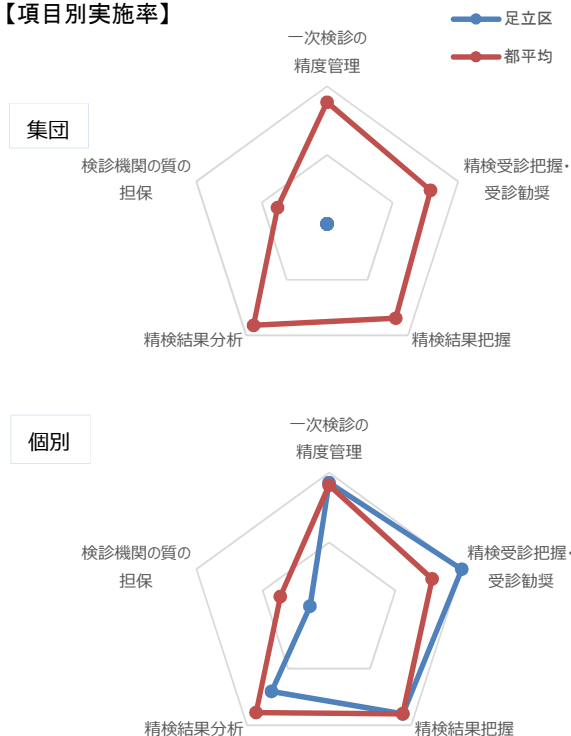 【項目別実施率】
足立区
都平均
集団
一次検診の
精度管理
精検受診把握・
受診勧奨
精検結果把握
精検結果分析
検診機関の質の
担保
個別
一次検診の
精度管理
精検受診把握・
受診勧奨
精検結果把握
精検結果分析
検診機関の質の
担保